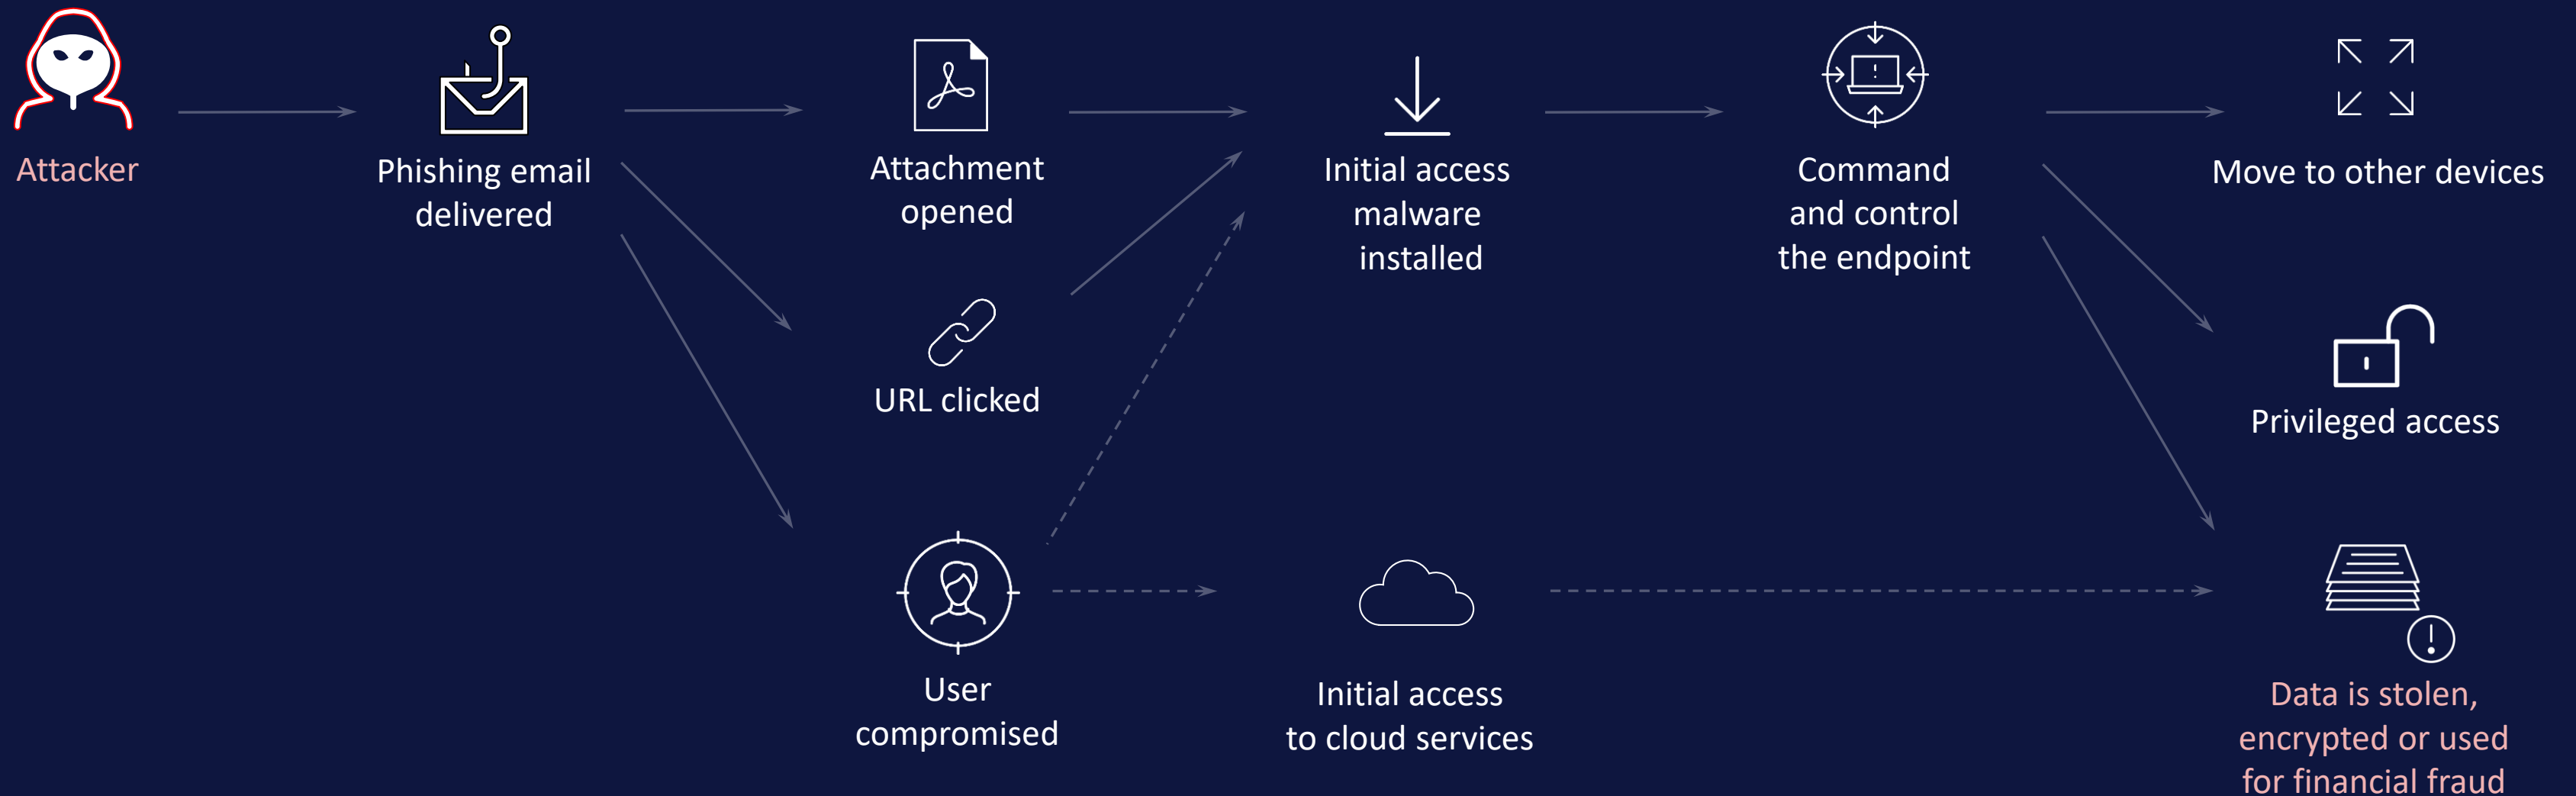 Attacker
Phishing email
delivered
Attachment
opened
Initial access
malware
installed
Command
and control
the endpoint
Move to other devices
URL clicked
Privileged access
User
compromised
Initial access
to cloud services
Data is stolen,
encrypted or used
for financial fraud